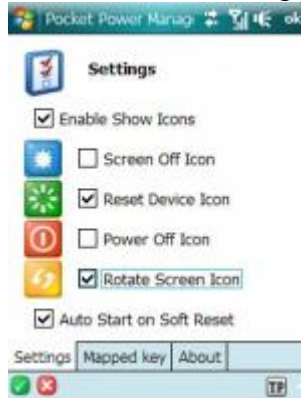 Pocket Power Manag ok
Settings
Enable Show Icons
Screen Off Icon
Reset Device Icon
Power Off Icon
Rotate Screen Icon
Auto Start on Soft Reset
Settings Mapped key About
TP